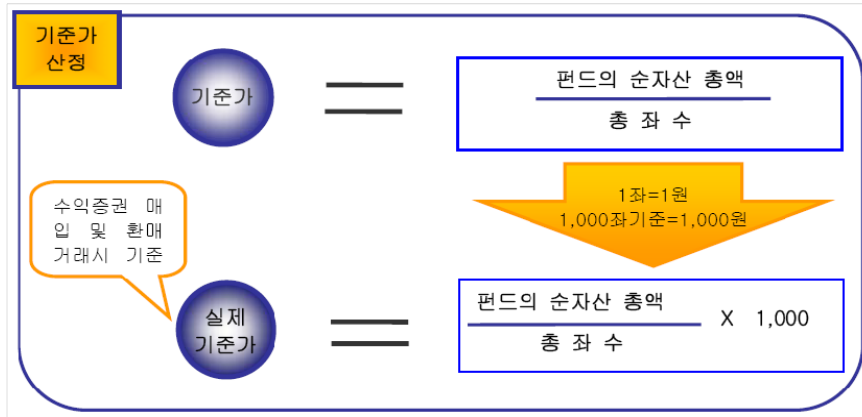 기준가
산정
기준가
펀드의 순자산 총액
총 좌 수
1좌=1원
1,000좌기준=1,000원
수익증권 매
입 및 환매
거래시 기준
실제
기준가
펀드의 순자산 총액
총 좌 수
X 1,000